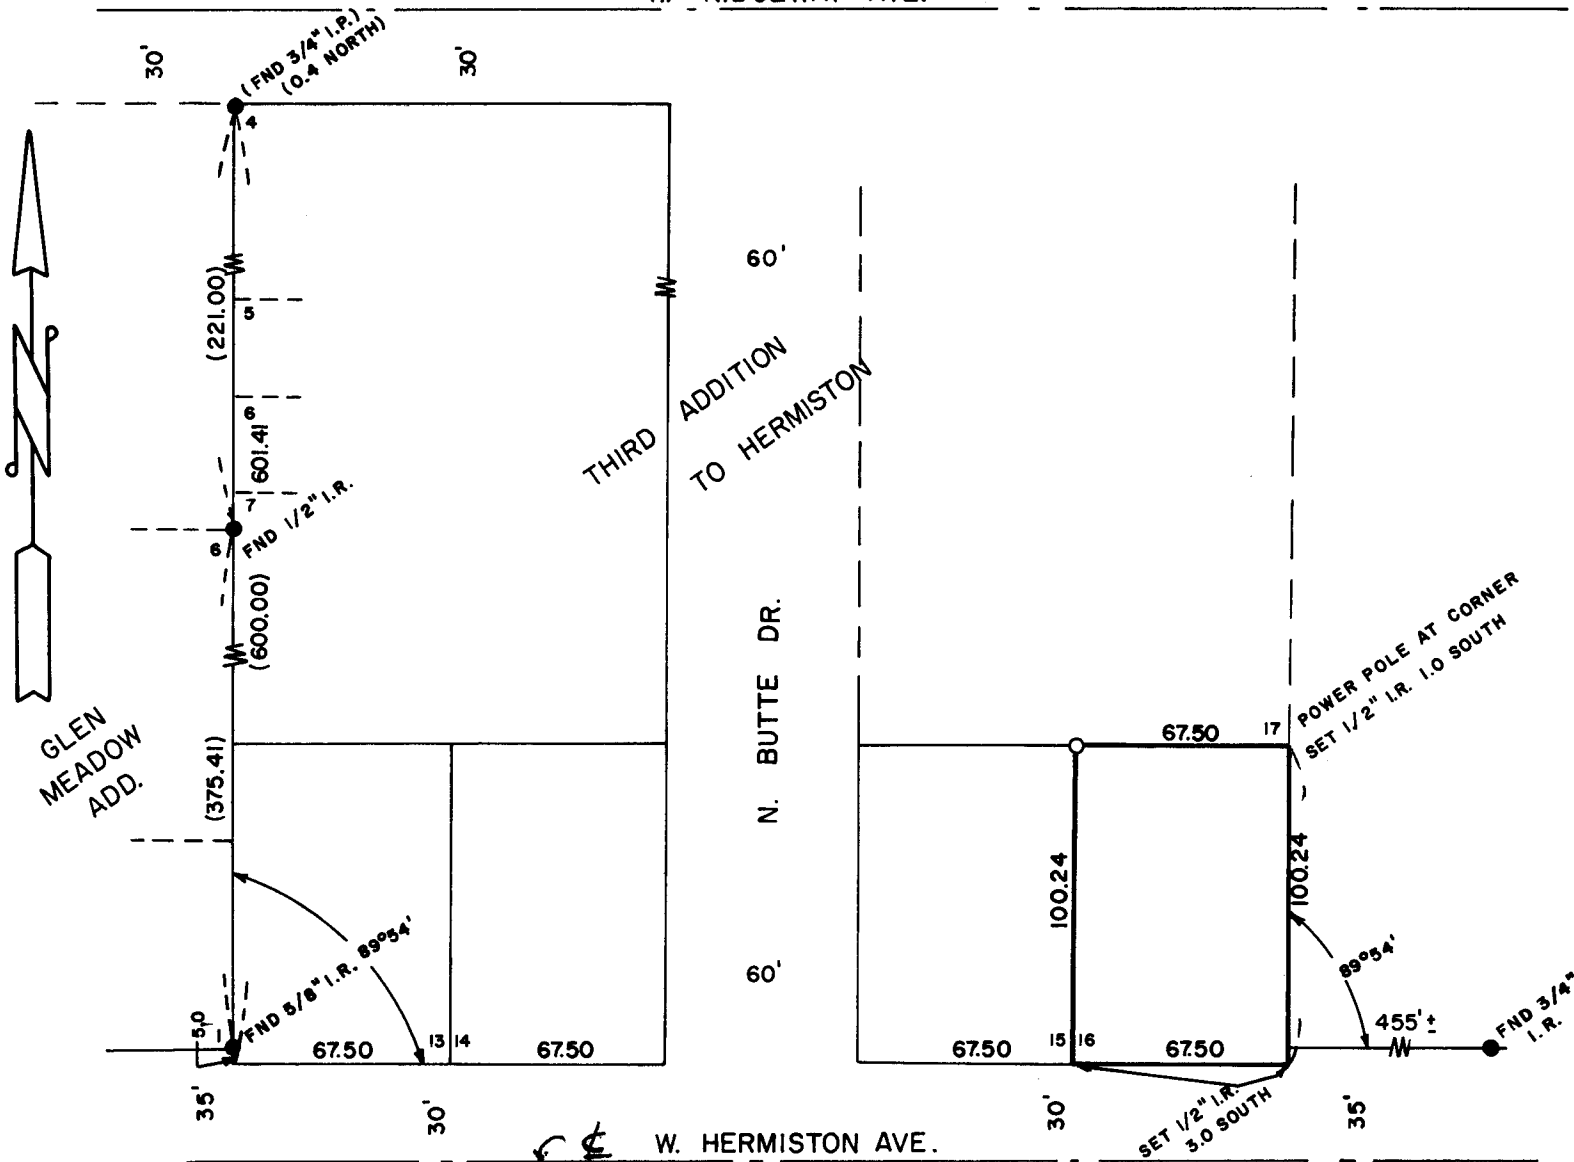 30'
(FND 3/4" I.P.)
(0.4 NORTH)
30'
4
(221.00)
5
6
601.41
7
FND 1/2" I.R.
6
(600.00)
60'
THIRD ADDITION
TO HERMISTON
N. BUTTE DR.
GLEN
MEADOW
ADD.
(375.41)
POWER POLE AT CORNER
SET 1/2" I.R. 1.0 SOUTH
67.50
17
100.24
100.24
FND 5/8" I.R.
89°54'
89°54'
60'
5.0
1
67.50
13
14
67.50
67.50
15
16
67.50
455'±
FND 3/4"
I.R.
35'
30'
30'
SET 1/2" I.R.
3.0 SOUTH
35'
W. HERMISTON AVE.